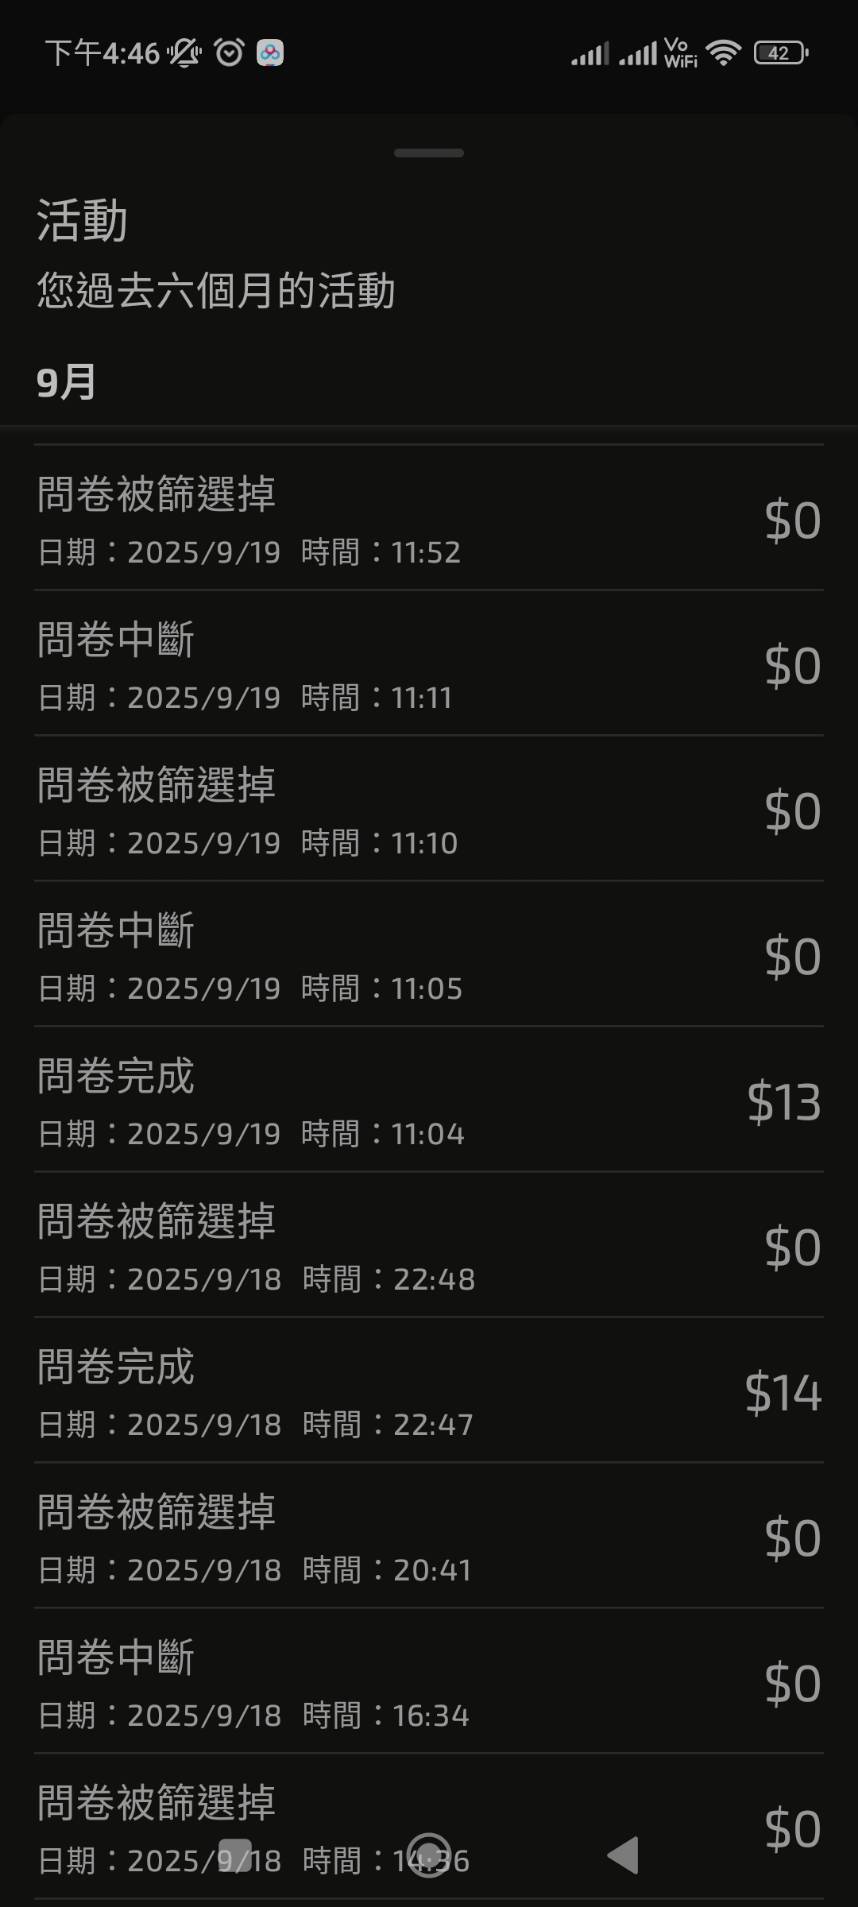 下午4:46
Vo
WiFi
42
活動
您過去六個月的活動
9月
問卷被篩選掉
$0
日期：2025/9/19 時間：11:52
問卷中斷
$0
日期：2025/9/19 時間：11:11
問卷被篩選掉
$0
日期：2025/9/19 時間：11:10
問卷中斷
$0
日期：2025/9/19 時間：11:05
問卷完成
$13
日期：2025/9/19 時間：11:04
問卷被篩選掉
$0
日期：2025/9/18 時間：22:48
問卷完成
$14
日期：2025/9/18 時間：22:47
問卷被篩選掉
$0
日期：2025/9/18 時間：20:41
問卷中斷
$0
日期：2025/9/18 時間：16:34
問卷被篩選掉
$0
日期：2025/9/18 時間：14:36